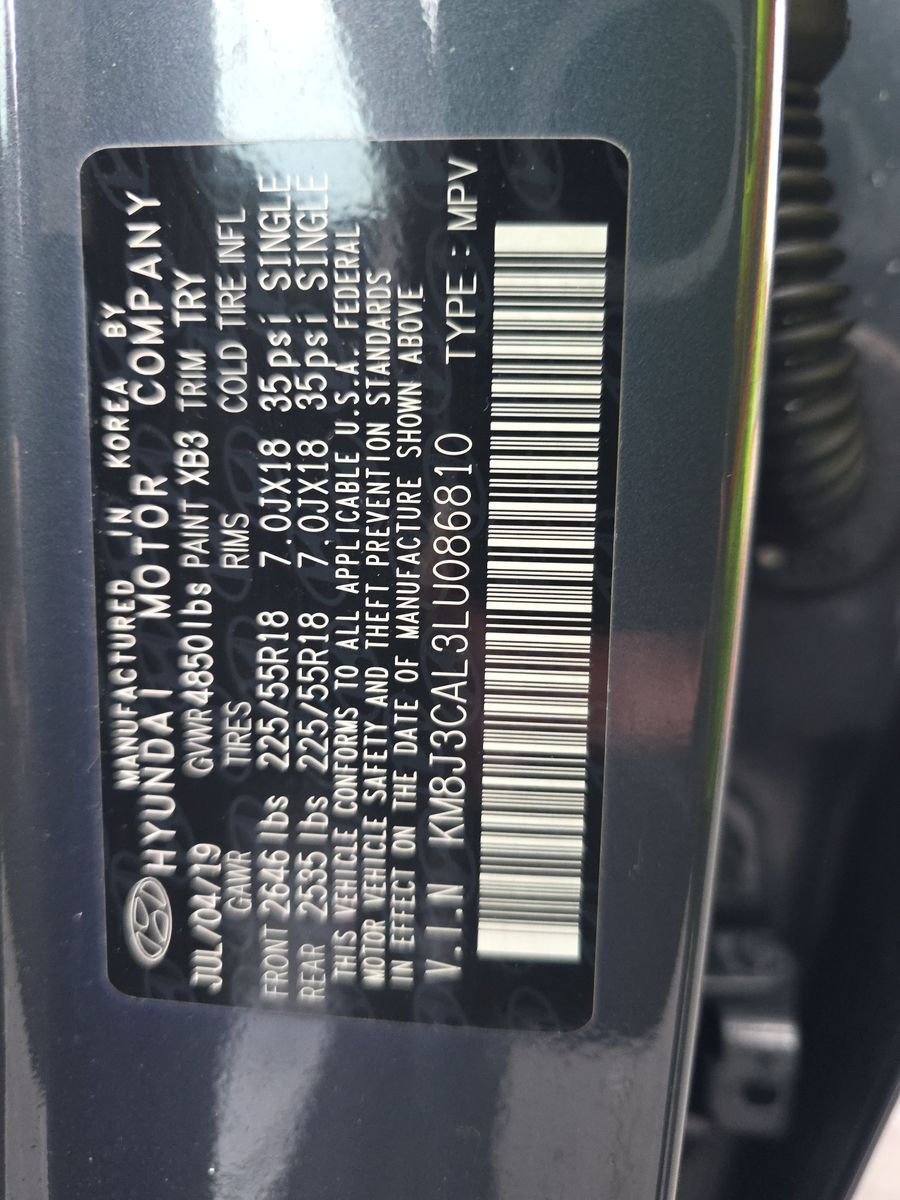 MANUFACTURED IN KOREA BY
HYUNDAI MOTOR COMPANY
JUL/04/19 GVWR 4850lbs PAINT XB3 TRIM TRY
GAWR TIRES RIMS COLD TIRE INFL
FRONT 2646 lbs 225/55R18 7.0JX18 35psi SINGLE
REAR 2535 lbs 225/55R18 7.0JX18 35psi SINGLE
THIS VEHICLE CONFORMS TO ALL APPLICABLE U.S.A. FEDERAL
MOTOR VEHICLE SAFETY AND THEFT PREVENTION STANDARDS
IN EFFECT ON THE DATE OF MANUFACTURE SHOWN ABOVE
V.I.N KM8J3CAL3LU086810 TYPE : MPV